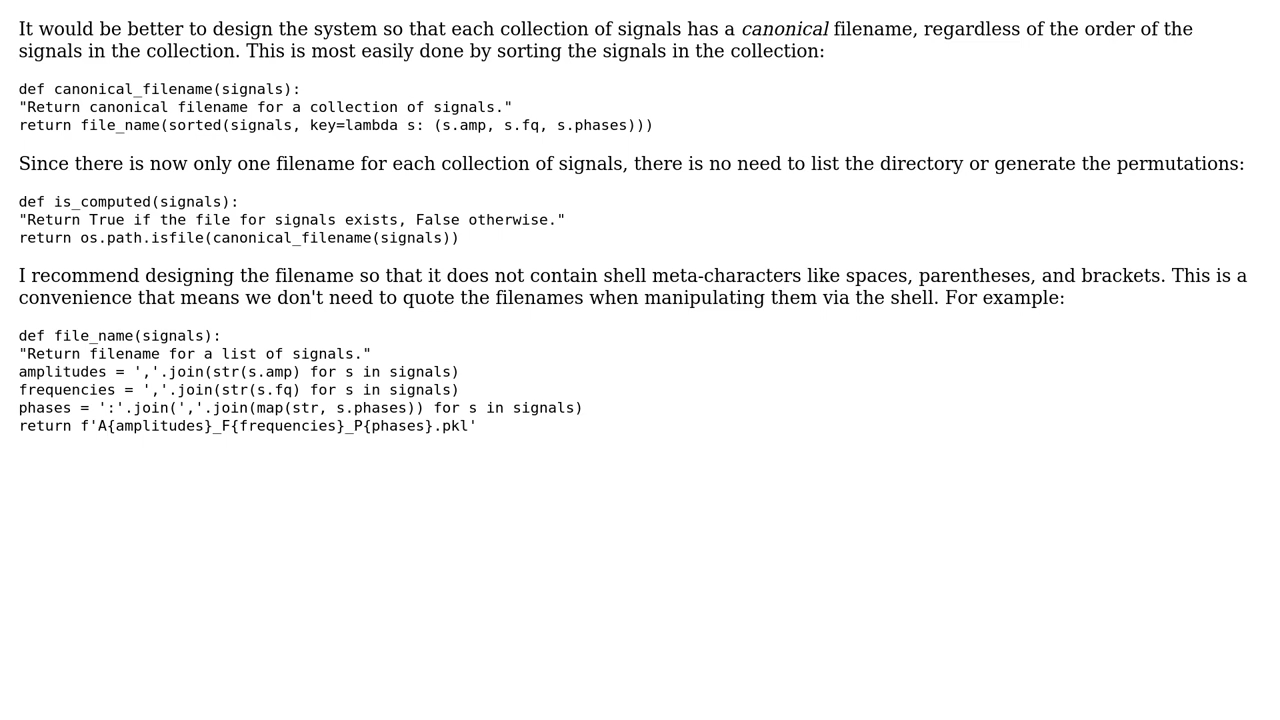 It would be better to design the system so that each collection of signals has a canonical filename, regardless of the order of the
signals in the collection. This is most easily done by sorting the signals in the collection:
def canonical_filename(signals):
"Return canonical filename for a collection of signals."
return file_name(sorted(signals, key=lambda s: (s.amp, s.fq, s.phases)))
Since there is now only one filename for each collection of signals, there is no need to list the directory or generate the permutations:
def is_computed(signals):
"Return True if the file for signals exists, False otherwise."
return os.path.isfile(canonical_filename(signals))
I recommend designing the filename so that it does not contain shell meta-characters like spaces, parentheses, and brackets. This is a
convenience that means we don't need to quote the filenames when manipulating them via the shell. For example:
def file_name(signals):
"Return filename for a list of signals."
amplitudes = ','.join(str(s.amp) for s in signals)
frequencies = ','.join(str(s.fq) for s in signals)
phases = ':'.join(','.join(map(str, s.phases)) for s in signals)
return f'A{amplitudes}_F{frequencies}_P{phases}.pkl'